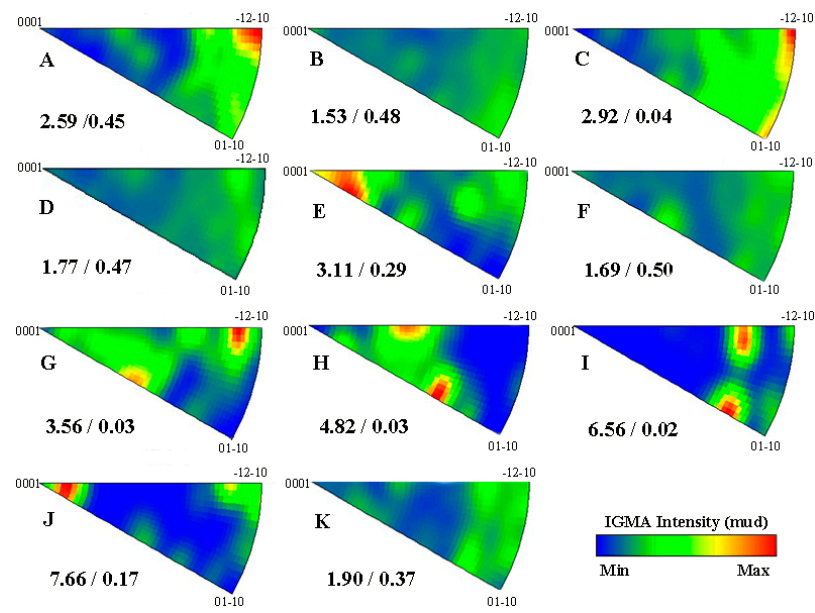 0001 -12-10 0001 -12-10 0001 -12-10
A B C
2.59 /0.45 1.53 / 0.48 2.92 / 0.04
01-10 01-10 01-10
0001 -12-10 0001 -12-10 0001 -12-10
D E F
1.77 / 0.47 3.11 / 0.29 1.69 / 0.50
01-10 01-10 01-10
0001 -12-10 0001 -12-10 0001 -12-10
G H I
3.56 / 0.03 4.82 / 0.03 6.56 / 0.02
01-10 01-10 01-10
0001 -12-10 0001 -12-10
J K
7.66 / 0.17 1.90 / 0.37
01-10 01-10
IGMA Intensity (mud)
Min Max